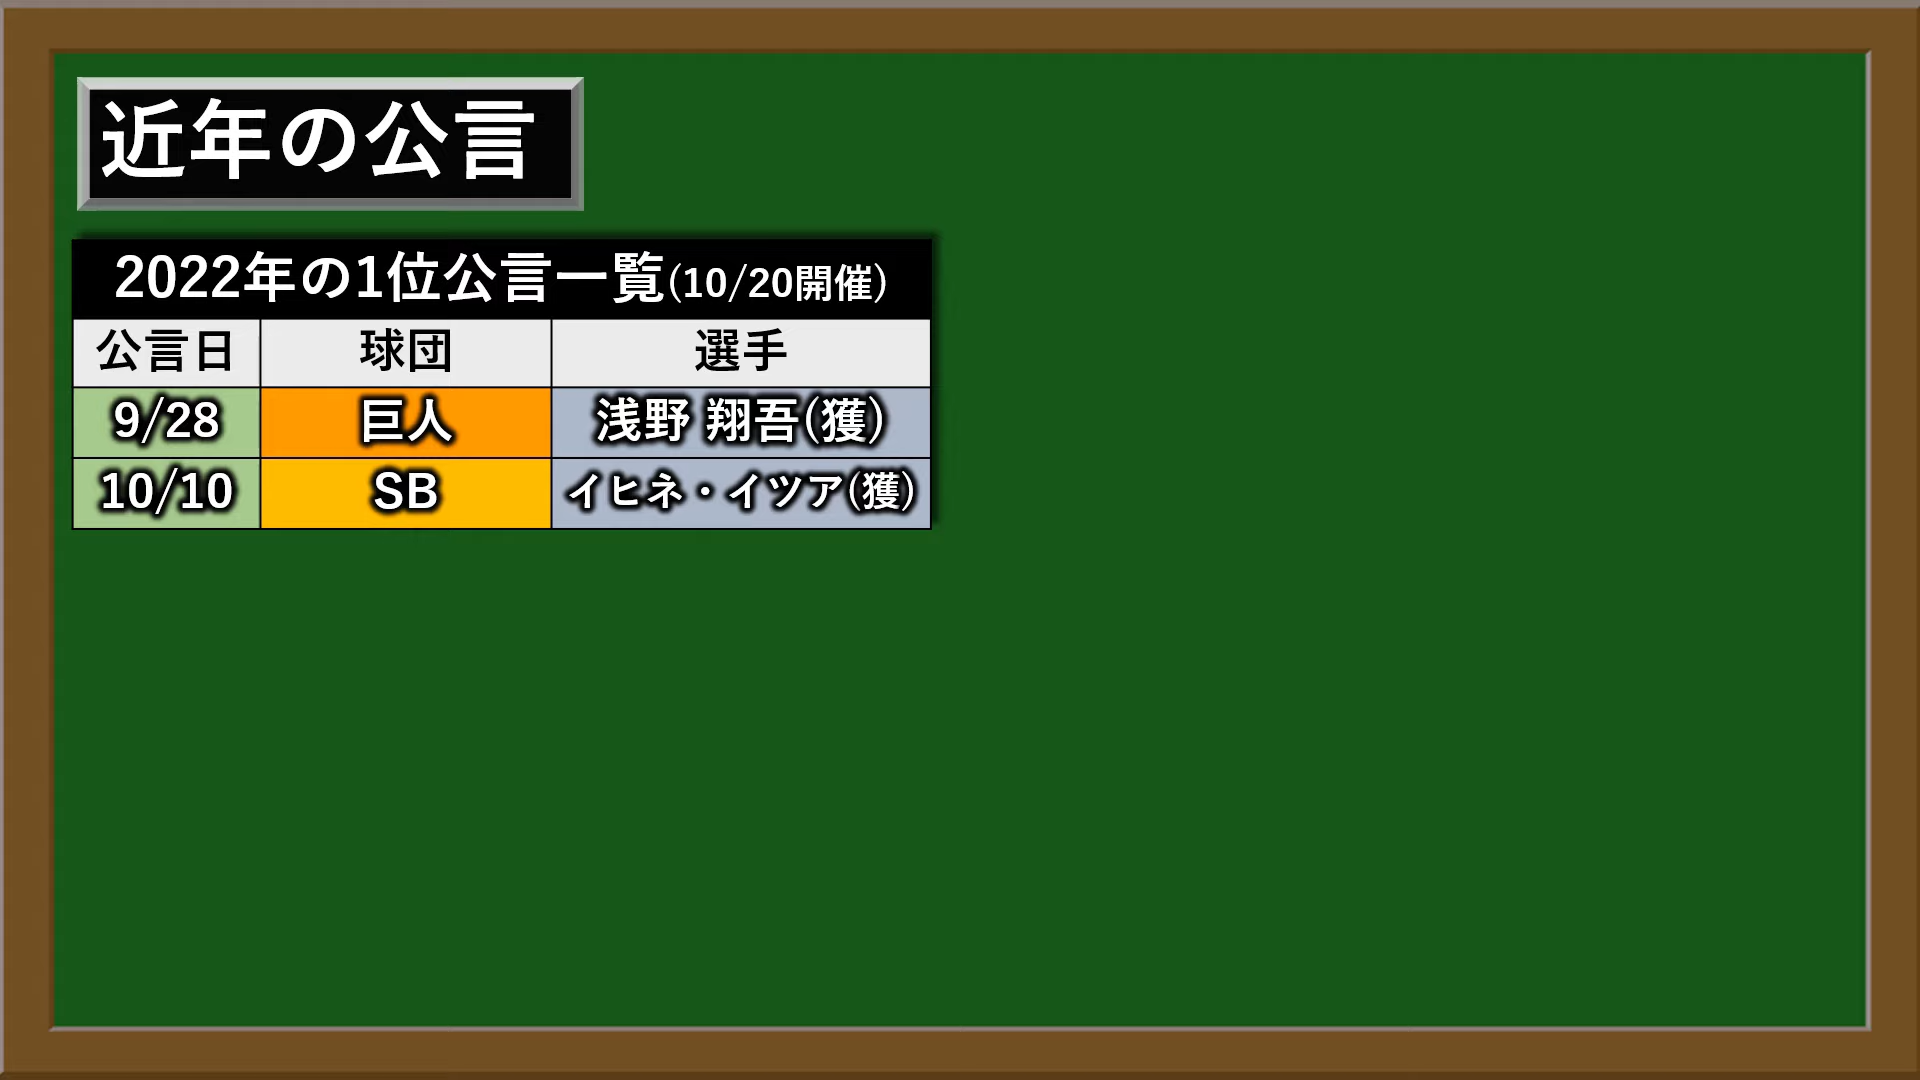 近年の公言
2022年の1位公言一覧(10/20開催)
公言日 球団 選手
9/28 巨人 浅野 翔吾(獲)
10/10 SB イヒネ・イツア(獲)